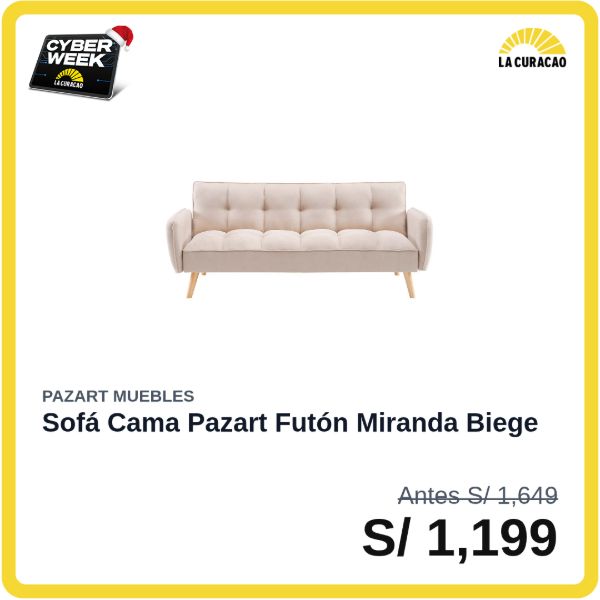 CYBER
WEEK
LA CURACAO
LA CURACAO
PAZART MUEBLES
Sofá Cama Pazart Futón Miranda Biege
Antes S/ 1,649
S/ 1,199